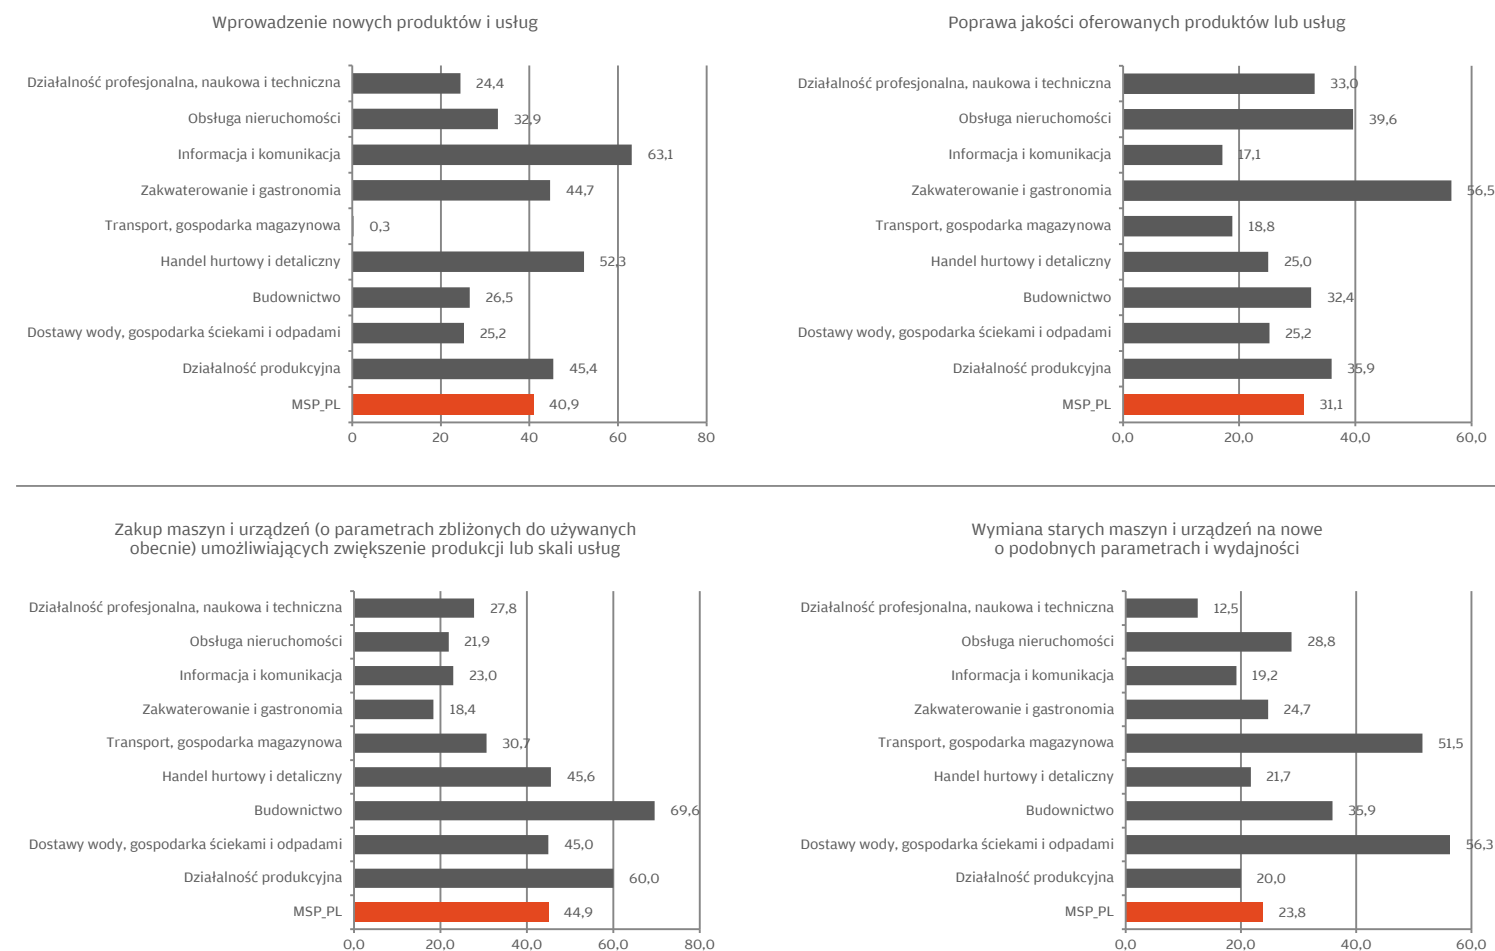 Wprowadzenie nowych produktów i usług
Działalność profesjonalna, naukowa i techniczna 24,4
Obsługa nieruchomości 32,9
Informacja i komunikacja 63,1
Zakwaterowanie i gastronomia 44,7
Transport, gospodarka magazynowa 0,3
Handel hurtowy i detaliczny 52,3
Budownictwo 26,5
Dostawy wody, gospodarka ściekami i odpadami 25,2
Działalność produkcyjna 45,4
MSP_PL 40,9
0 20 40 60 80
Poprawa jakości oferowanych produktów lub usług
Działalność profesjonalna, naukowa i techniczna 33,0
Obsługa nieruchomości 39,6
Informacja i komunikacja 17,1
Zakwaterowanie i gastronomia 56,5
Transport, gospodarka magazynowa 18,8
Handel hurtowy i detaliczny 25,0
Budownictwo 32,4
Dostawy wody, gospodarka ściekami i odpadami 25,2
Działalność produkcyjna 35,9
MSP_PL 31,1
0,0 20,0 40,0 60,0
Zakup maszyn i urządzeń (o parametrach zbliżonych do używanych
obecnie) umożliwiających zwiększenie produkcji lub skali usług
Działalność profesjonalna, naukowa i techniczna 27,8
Obsługa nieruchomości 21,9
Informacja i komunikacja 23,0
Zakwaterowanie i gastronomia 18,4
Transport, gospodarka magazynowa 30,7
Handel hurtowy i detaliczny 45,6
Budownictwo 69,6
Dostawy wody, gospodarka ściekami i odpadami 45,0
Działalność produkcyjna 60,0
MSP_PL 44,9
0,0 20,0 40,0 60,0 80,0
Wymiana starych maszyn i urządzeń na nowe
o podobnych parametrach i wydajności
Działalność profesjonalna, naukowa i techniczna 12,5
Obsługa nieruchomości 28,8
Informacja i komunikacja 19,2
Zakwaterowanie i gastronomia 24,7
Transport, gospodarka magazynowa 51,5
Handel hurtowy i detaliczny 21,7
Budownictwo 35,9
Dostawy wody, gospodarka ściekami i odpadami 56,3
Działalność produkcyjna 20,0
MSP_PL 23,8
0,0 20,0 40,0 60,0